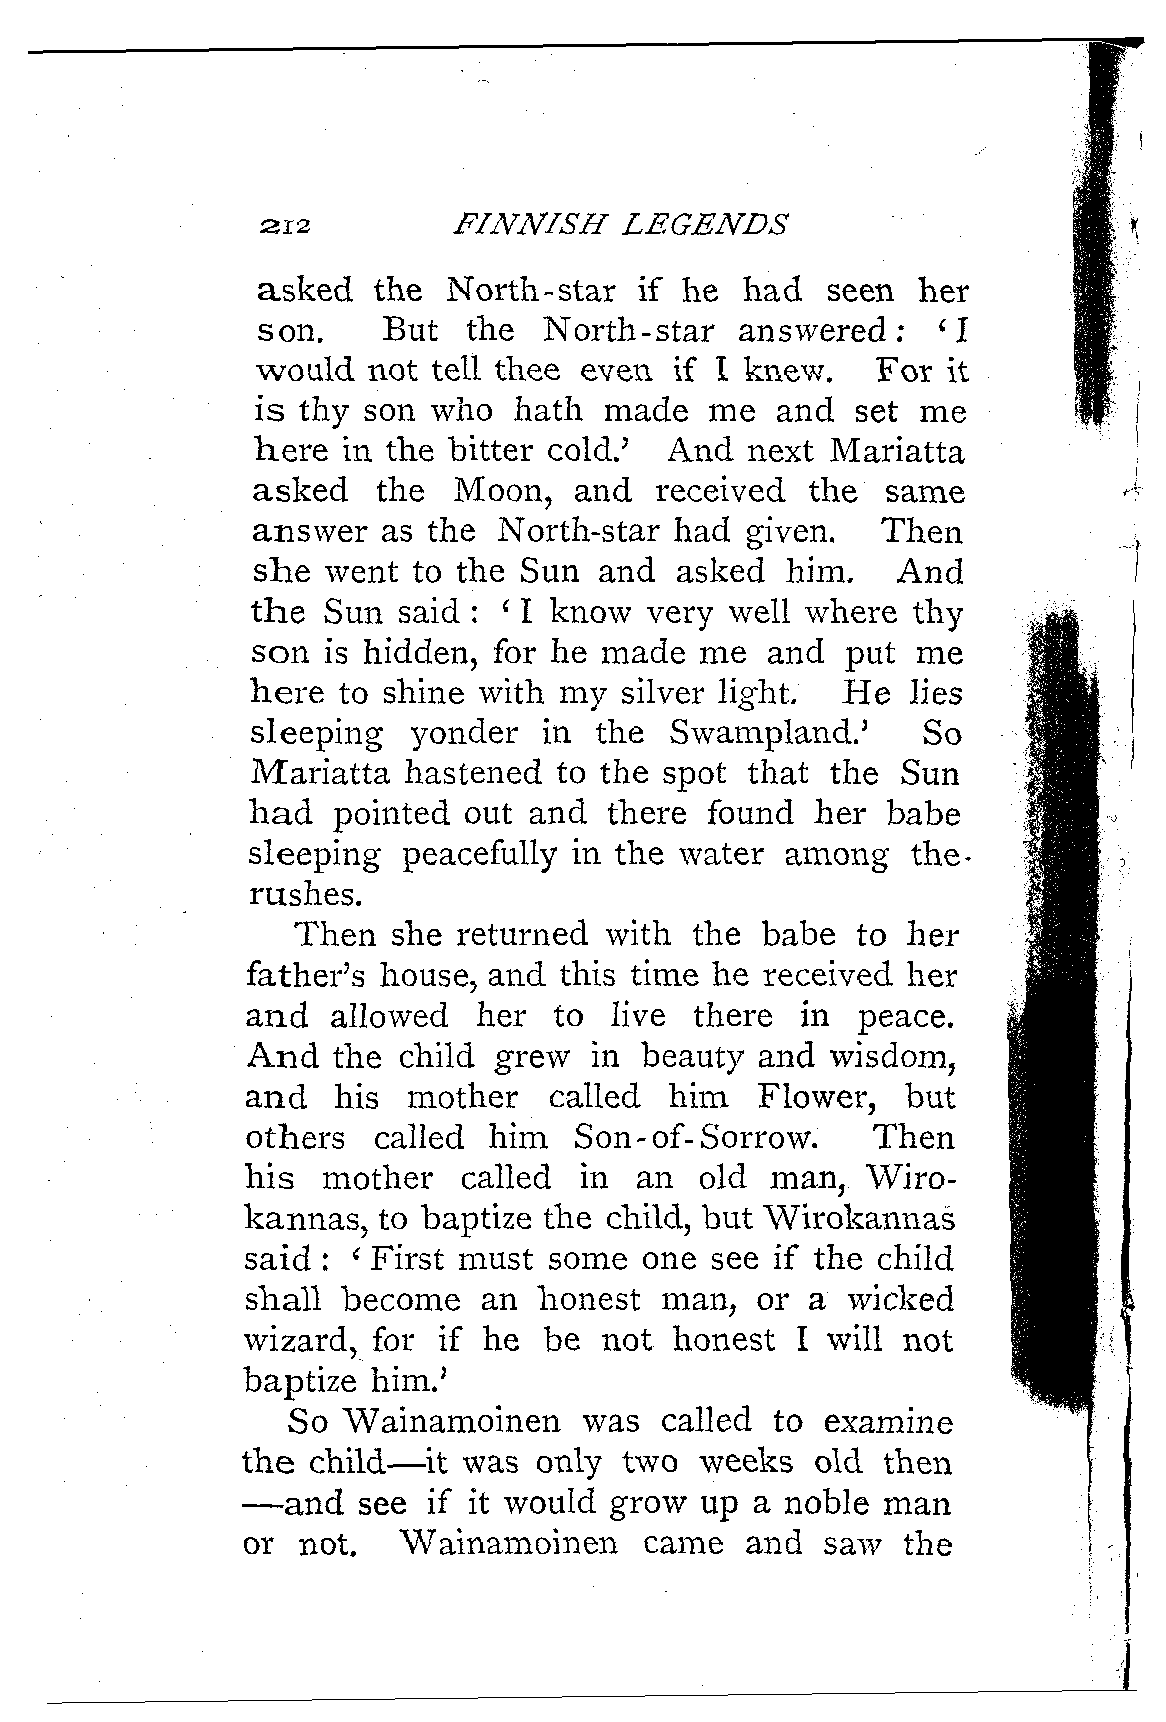 212 FINNISH LEGENDS
asked the North-star if he had seen her
son. But the North-star answered : ‘ I
would not tell thee even if I knew. For it
is thy son who hath made me and set me
here in the bitter cold.’ And next Mariatta
asked the Moon, and received the same
answer as the North-star had given. Then
she went to the Sun and asked him. And
the Sun said : ‘ I know very well where thy
son is hidden, for he made me and put me
here to shine with my silver light. He lies
sleeping yonder in the Swampland.’ So
Mariatta hastened to the spot that the Sun
had pointed out and there found her babe
sleeping peacefully in the water among the
rushes.
Then she returned with the babe to her
father’s house, and this time he received her
and allowed her to live there in peace.
And the child grew in beauty and wisdom,
and his mother called him Flower, but
others called him Son-of-Sorrow. Then
his mother called in an old man, Wiro-
kannas, to baptize the child, but Wirokannas
said : ‘ First must some one see if the child
shall become an honest man, or a wicked
wizard, for if he be not honest I will not
baptize him.’
So Wainamoinen was called to examine
the child—it was only two weeks old then
—and see if it would grow up a noble man
or not. Wainamoinen came and saw the